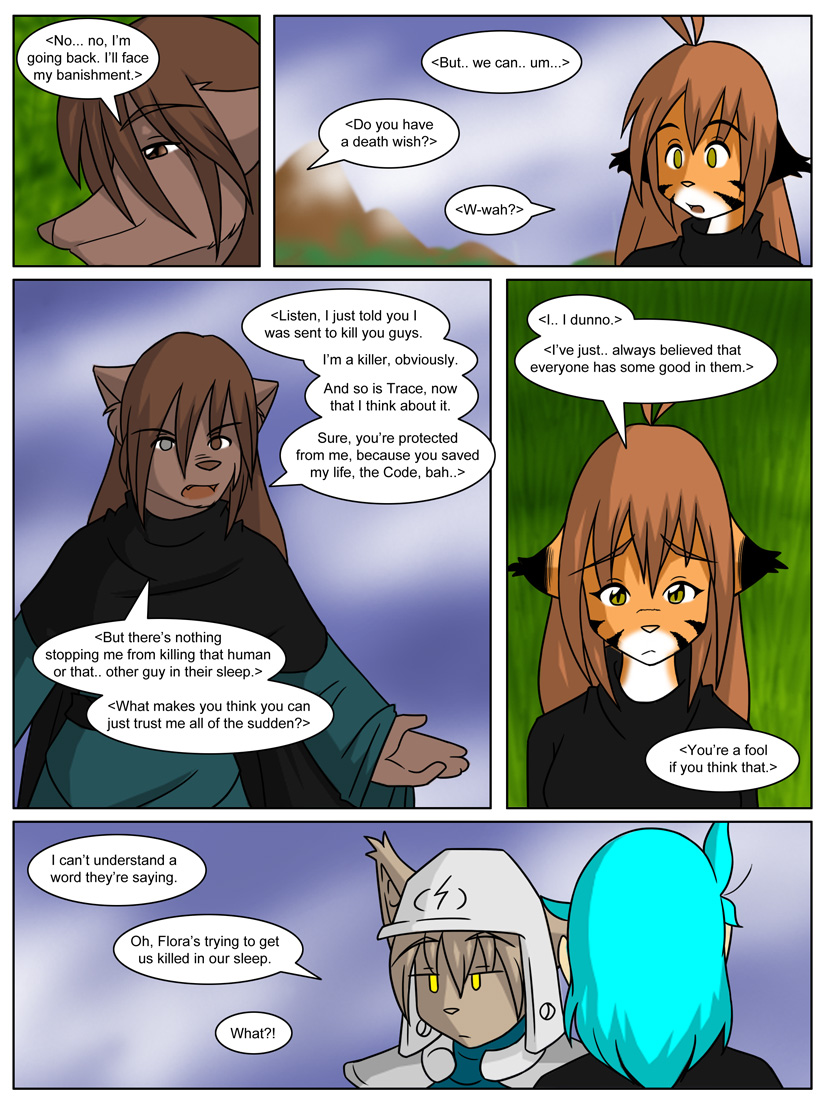 <No... no, I'm
going back. I'll face
my banishment.>
<But.. we can.. um...>
<Do you have
a death wish?>
<W-wah?>
<Listen, I just told you I
was sent to kill you guys.
I'm a killer, obviously.
And so is Trace, now
that I think about it.
Sure, you're protected
from me, because you saved
my life, the Code, bah..>
<But there's nothing
stopping me from killing that human
or that.. other guy in their sleep.>
<What makes you think you can
just trust me all of the sudden?>
<I.. I dunno.>
<I've just.. always believed that
everyone has some good in them.>
<You're a fool
if you think that.>
I can't understand a
word they're saying.
Oh, Flora's trying to get
us killed in our sleep.
What?!